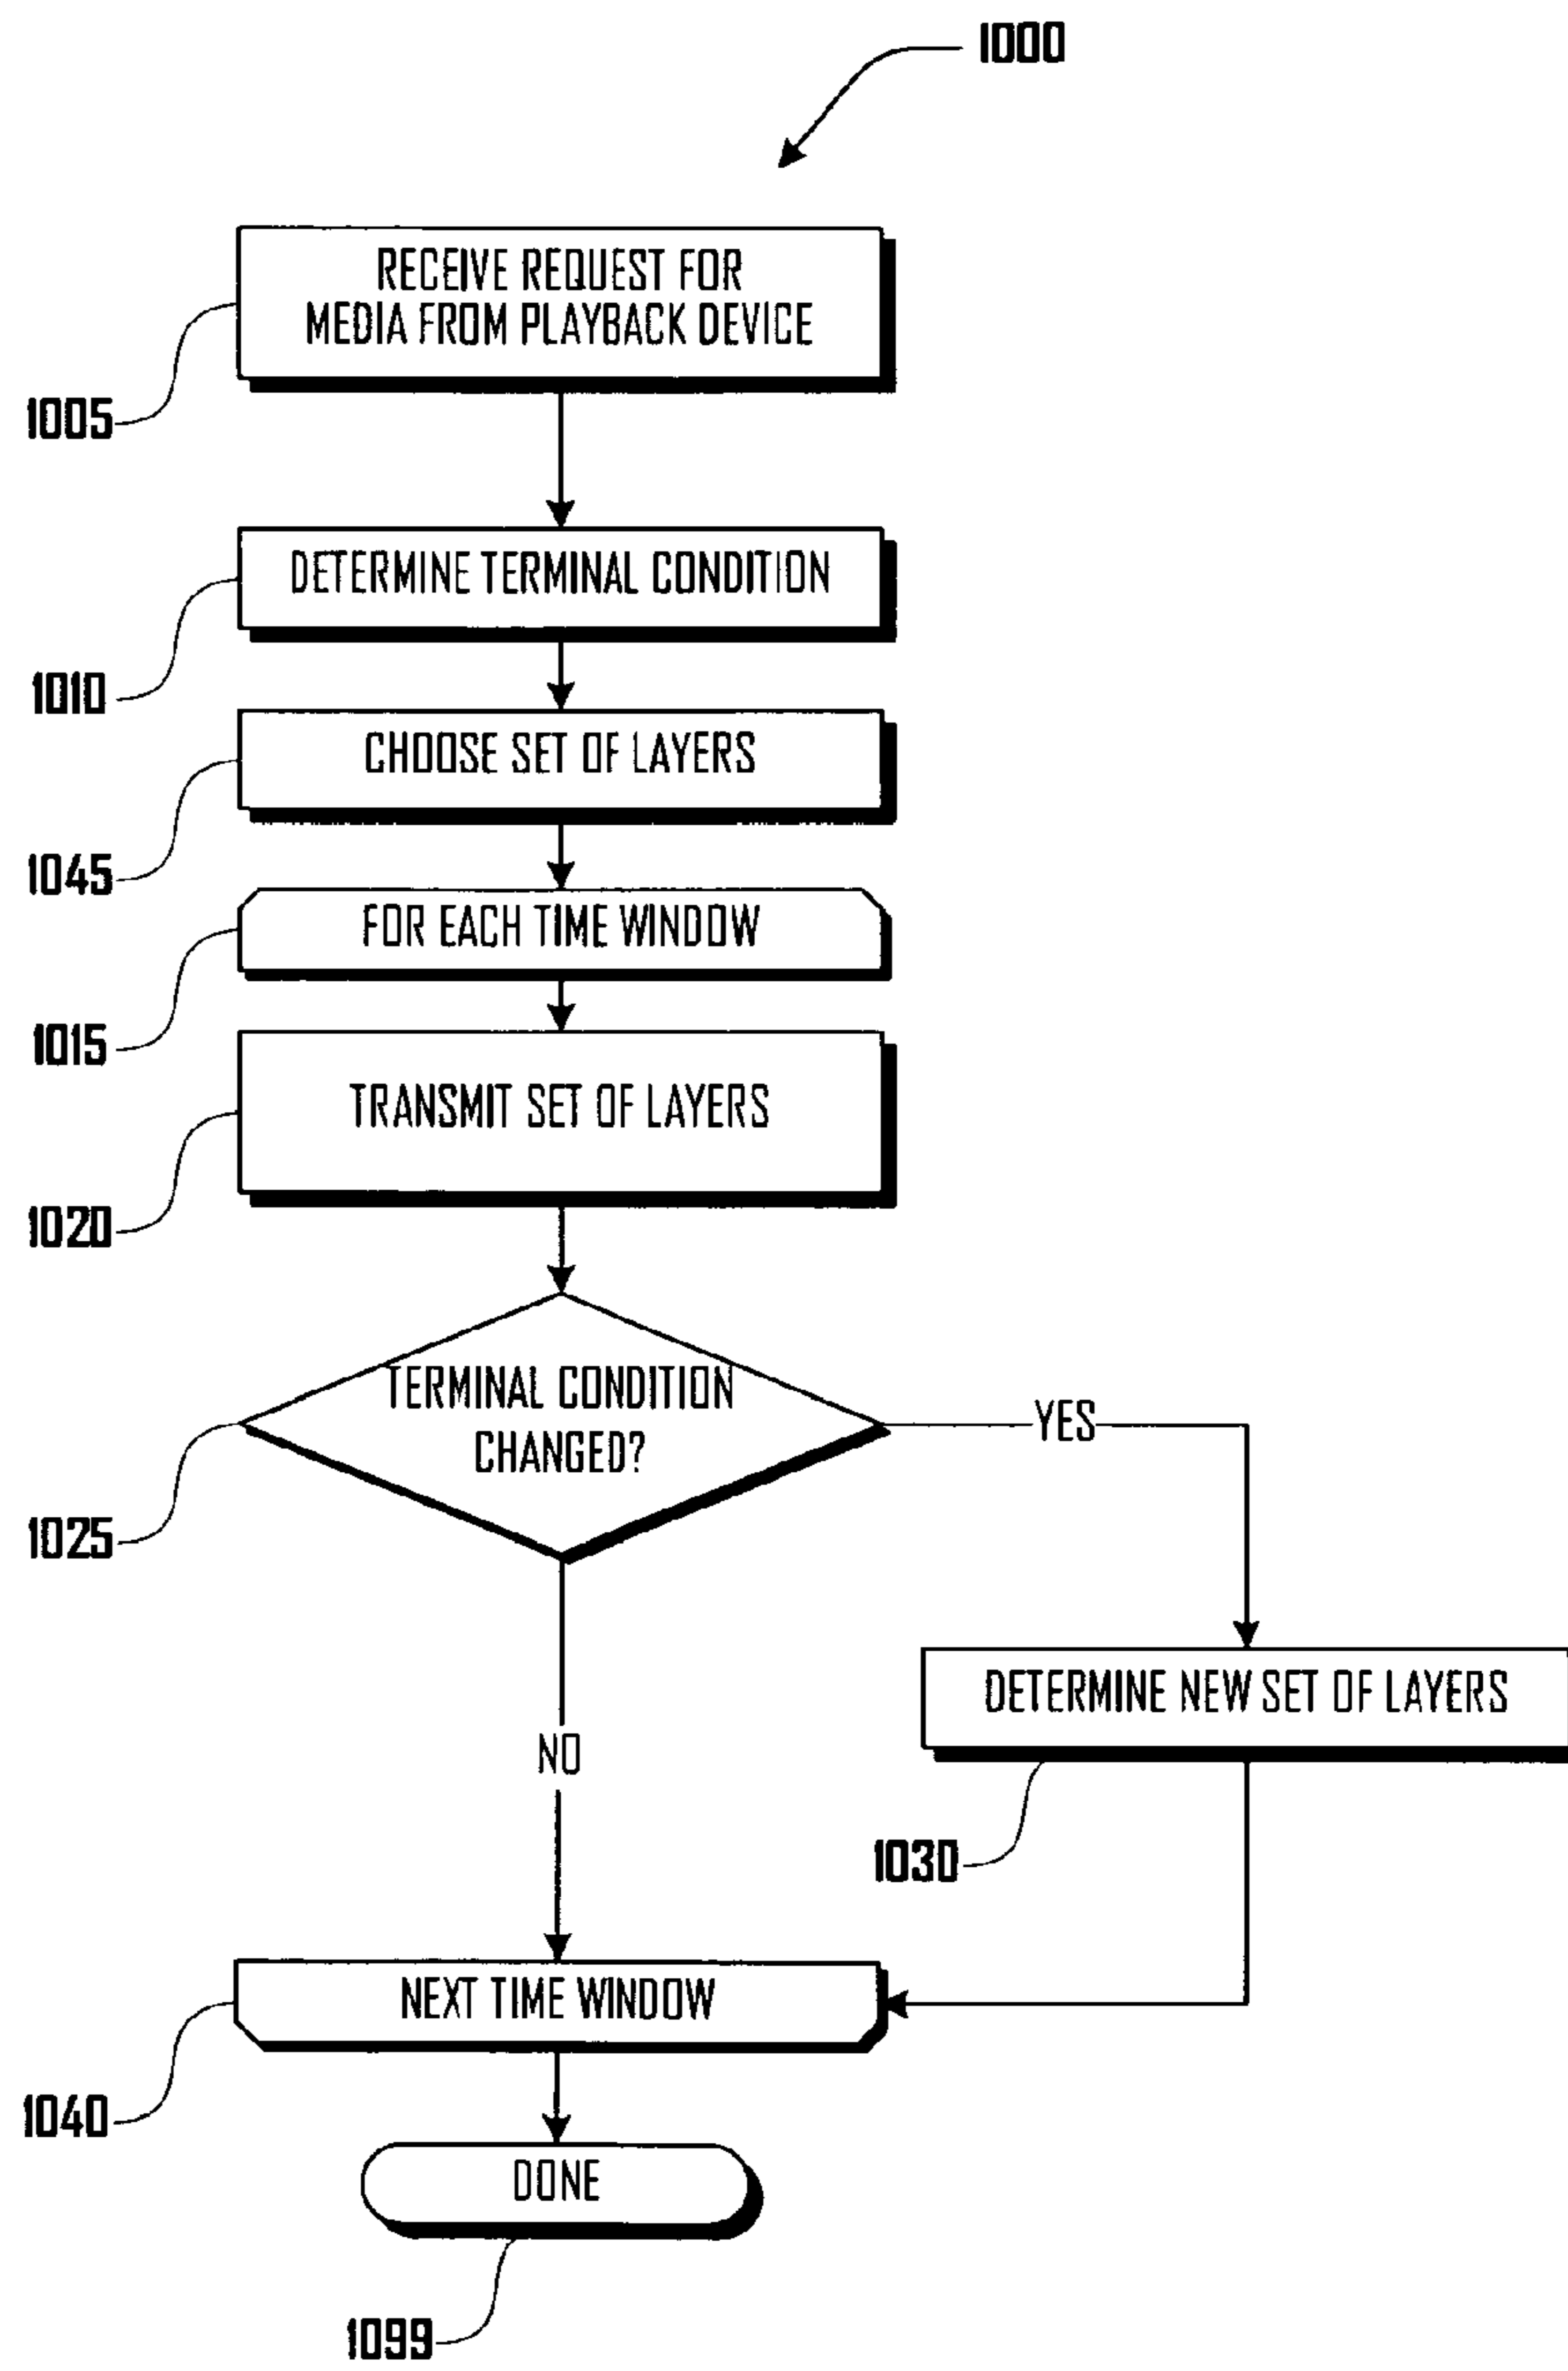 1000
RECEIVE REQUEST FOR
MEDIA FROM PLAYBACK DEVICE
1005
DETERMINE TERMINAL CONDITION
1010
CHOOSE SET OF LAYERS
1045
FOR EACH TIME WINDOW
1015
TRANSMIT SET OF LAYERS
1020
TERMINAL CONDITION
CHANGED?
YES
1025
DETERMINE NEW SET OF LAYERS
NO
1030
NEXT TIME WINDOW
1040
DONE
1099